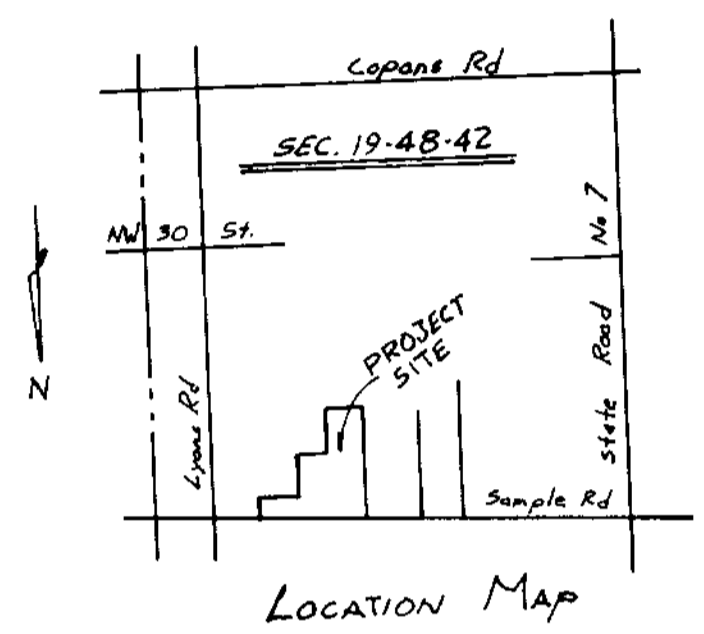 Copans Rd
SEC. 19-48-42
NW 30 St.
No 7
State Road
PROJECT
SITE
N
Lyons Rd
Sample Rd
LOCATION MAP